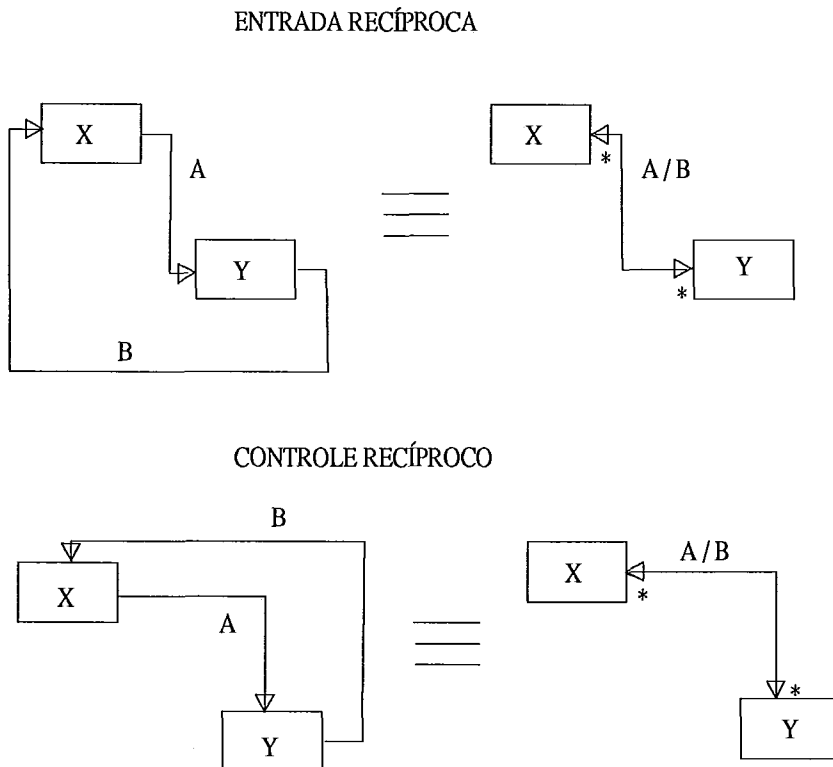 ENTRADA RECÍPROCA
X
A
Y
B
X
*
A / B
*
Y
CONTROLE RECÍPROCO
B
X
A
Y
A / B
X
*
*
Y